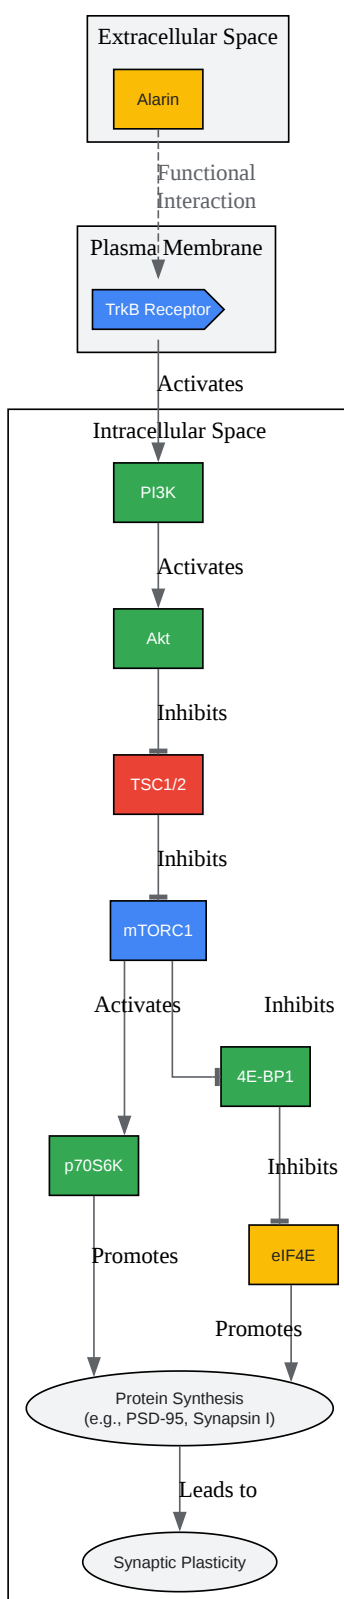 Extracellular Space
Alarin
Functional
Interaction
Plasma Membrane
TrkB Receptor
Activates
Intracellular Space
PI3K
Activates
Akt
Inhibits
TSC1/2
Inhibits
mTORC1
Activates
Inhibits
4E-BP1
p70S6K
Inhibits
eIF4E
Promotes
Promotes
Protein Synthesis
(e.g., PSD-95, Synapsin I)
Leads to
Synaptic Plasticity